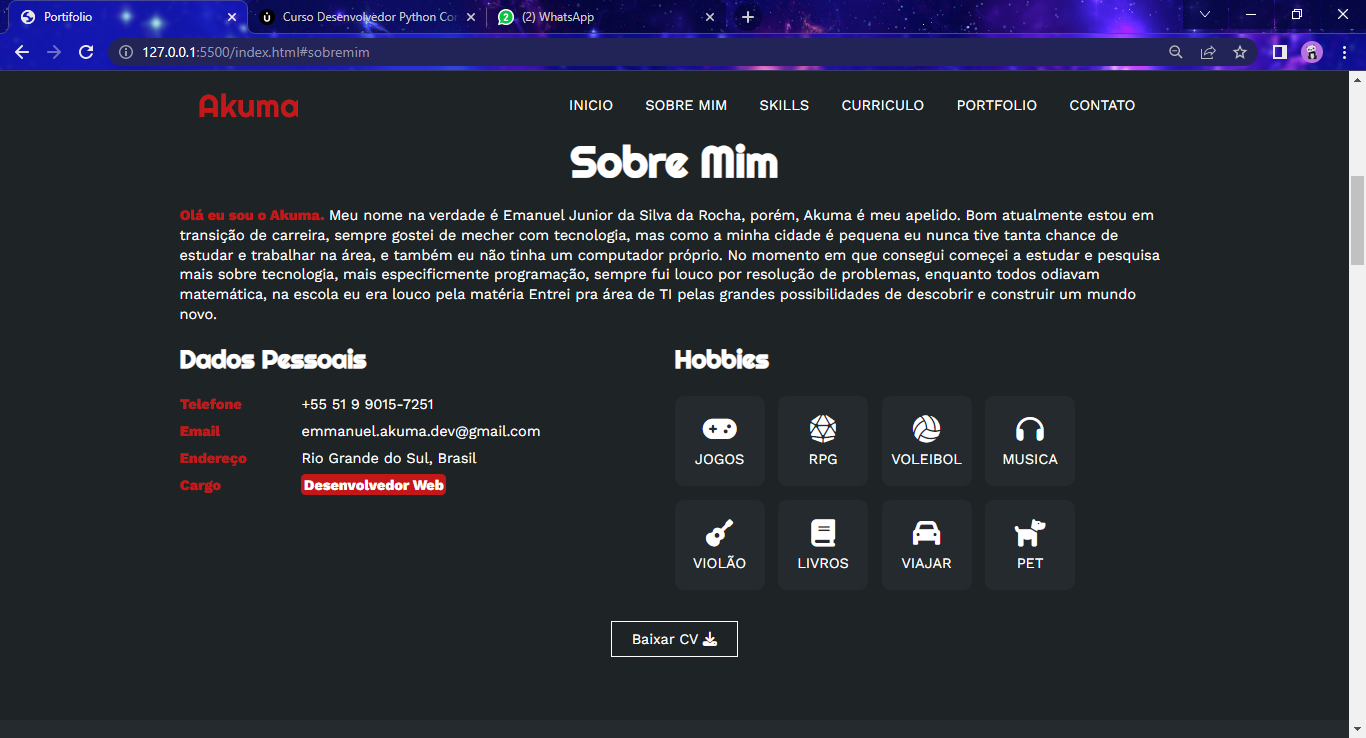 Portifolio
Curso Desenvolvedor Python Cor
(2) WhatsApp
127.0.0.1:5500/index.html#sobremim
Akuma
INICIO SOBRE MIM SKILLS CURRICULO PORTFOLIO CONTATO
Sobre Mim
Olá eu sou o Akuma. Meu nome na verdade é Emanuel Junior da Silva da Rocha, porém, Akuma é meu apelido. Bom atualmente estou em
transição de carreira, sempre gostei de mecher com tecnologia, mas como a minha cidade é pequena eu nunca tive tanta chance de
estudar e trabalhar na área, e também eu não tinha um computador próprio. No momento em que consegui começei a estudar e pesquisa
mais sobre tecnologia, mais especificmente programação, sempre fui louco por resolução de problemas, enquanto todos odiavam
matemática, na escola eu era louco pela matéria Entrei pra área de TI pelas grandes possibilidades de descobrir e construir um mundo
novo.
Dados Pessoais
Telefone +55 51 9 9015-7251
Email emmanuel.akuma.dev@gmail.com
Endereço Rio Grande do Sul, Brasil
Cargo Desenvolvedor Web
Hobbies
JOGOS RPG VOLEIBOL MUSICA
VIOLÃO LIVROS VIAJAR PET
Baixar CV